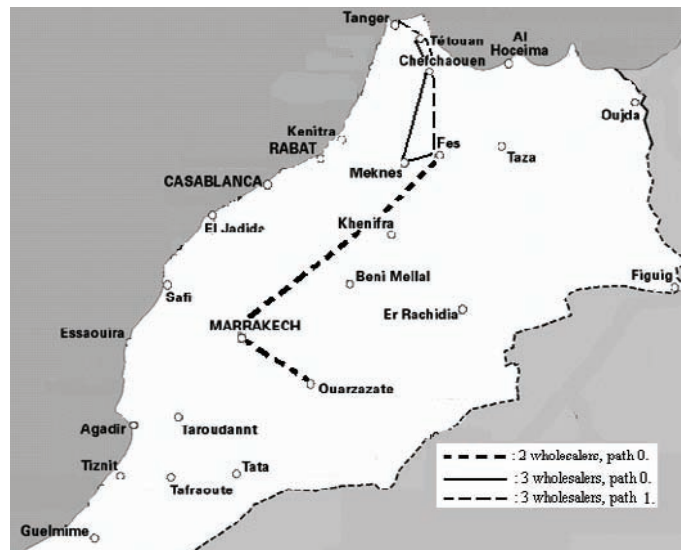 Tanger
Tétouan
Al
Hoceima
Chefchaouen
Oujda
Kenitra
RABAT
Fes
Taza
Meknes
CASABLANCA
El Jadida
Khenifra
Safi
Beni Mellal
Figuig
Er Rachidia
Essaouira
MARRAKECH
Ouarzazate
Agadir
Taroudannt
Tiznit
Tafraoute
Tata
Guelmime
: 2 wholesalers, path 0.
: 3 wholesalers, path 0.
: 3 wholesalers, path 1.